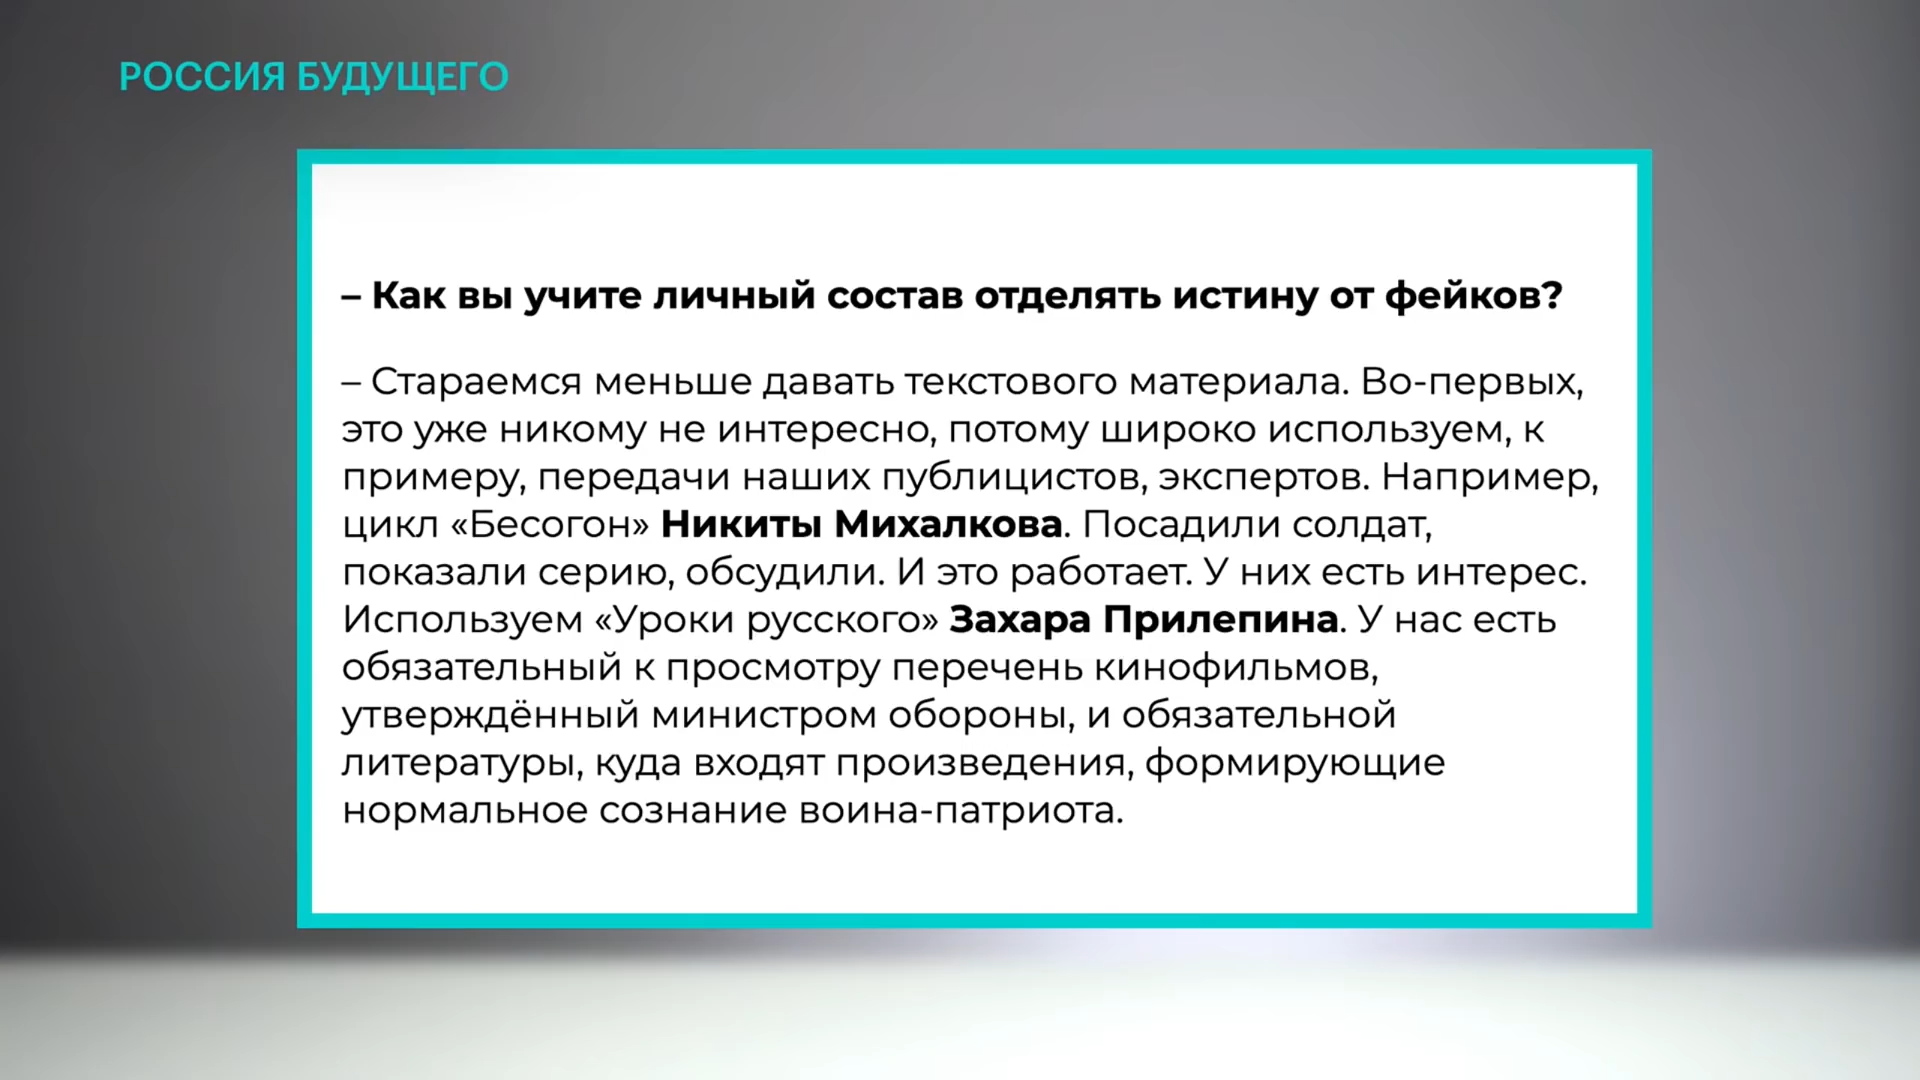 РОССИЯ БУДУЩЕГО
– Как вы учите личный состав отделять истину от фейков?
– Стараемся меньше давать текстового материала. Во-первых,
это уже никому не интересно, потому широко используем, к
примеру, передачи наших публицистов, экспертов. Например,
цикл «Бесогон» Никиты Михалкова. Посадили солдат,
показали серию, обсудили. И это работает. У них есть интерес.
Используем «Уроки русского» Захара Прилепина. У нас есть
обязательный к просмотру перечень кинофильмов,
утверждённый министром обороны, и обязательной
литературы, куда входят произведения, формирующие
нормальное сознание воина-патриота.